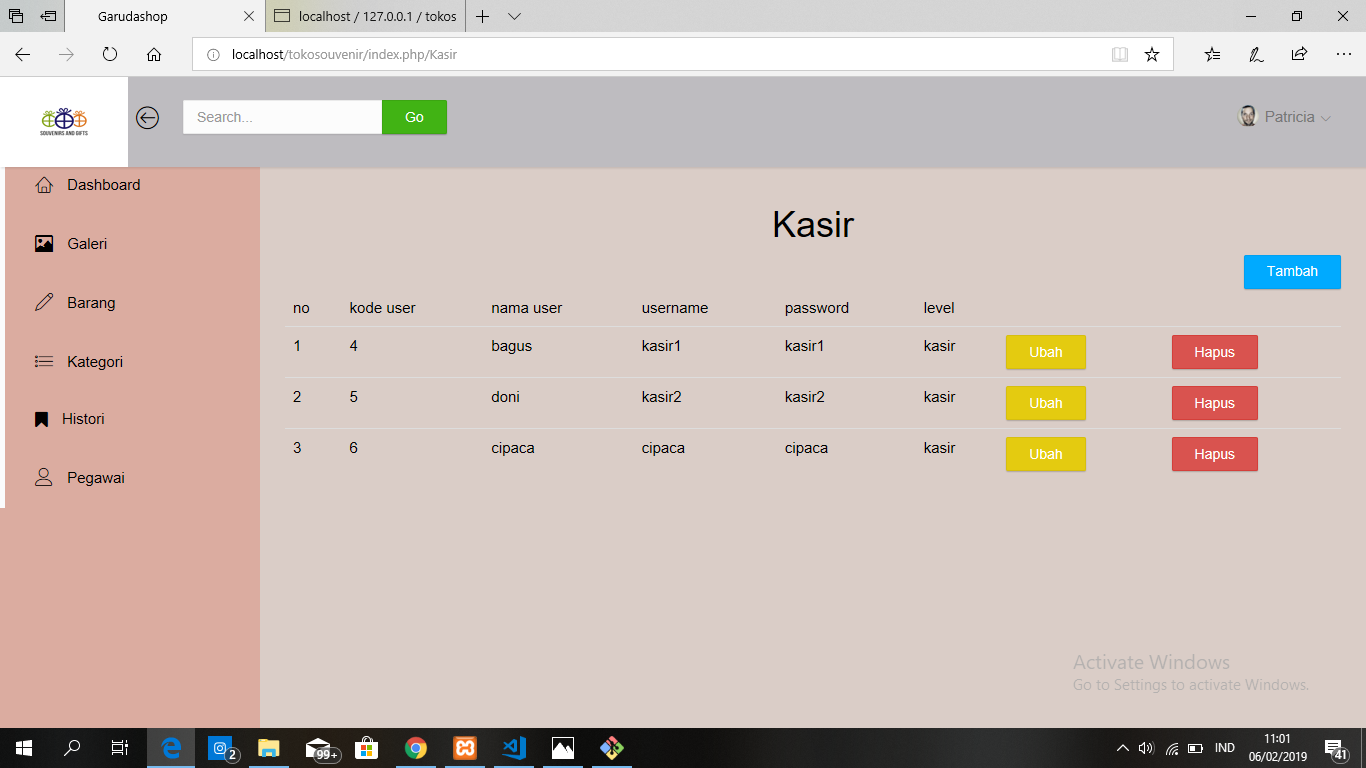 Garudashop
localhost / 127.0.0.1 / tokos
localhost/tokosouvenir/index.php/Kasir
SOUVENIRS AND GIFTS
Search...
Go
Patricia
Dashboard
Galeri
Barang
Kategori
Histori
Pegawai
Kasir
Tambah
no kode user nama user username password level
1 4 bagus kasir1 kasir1 kasir Ubah Hapus
2 5 doni kasir2 kasir2 kasir Ubah Hapus
3 6 cipaca cipaca cipaca kasir Ubah Hapus
Activate Windows
Go to Settings to activate Windows.
2
99+
IND
11:01
06/02/2019
41